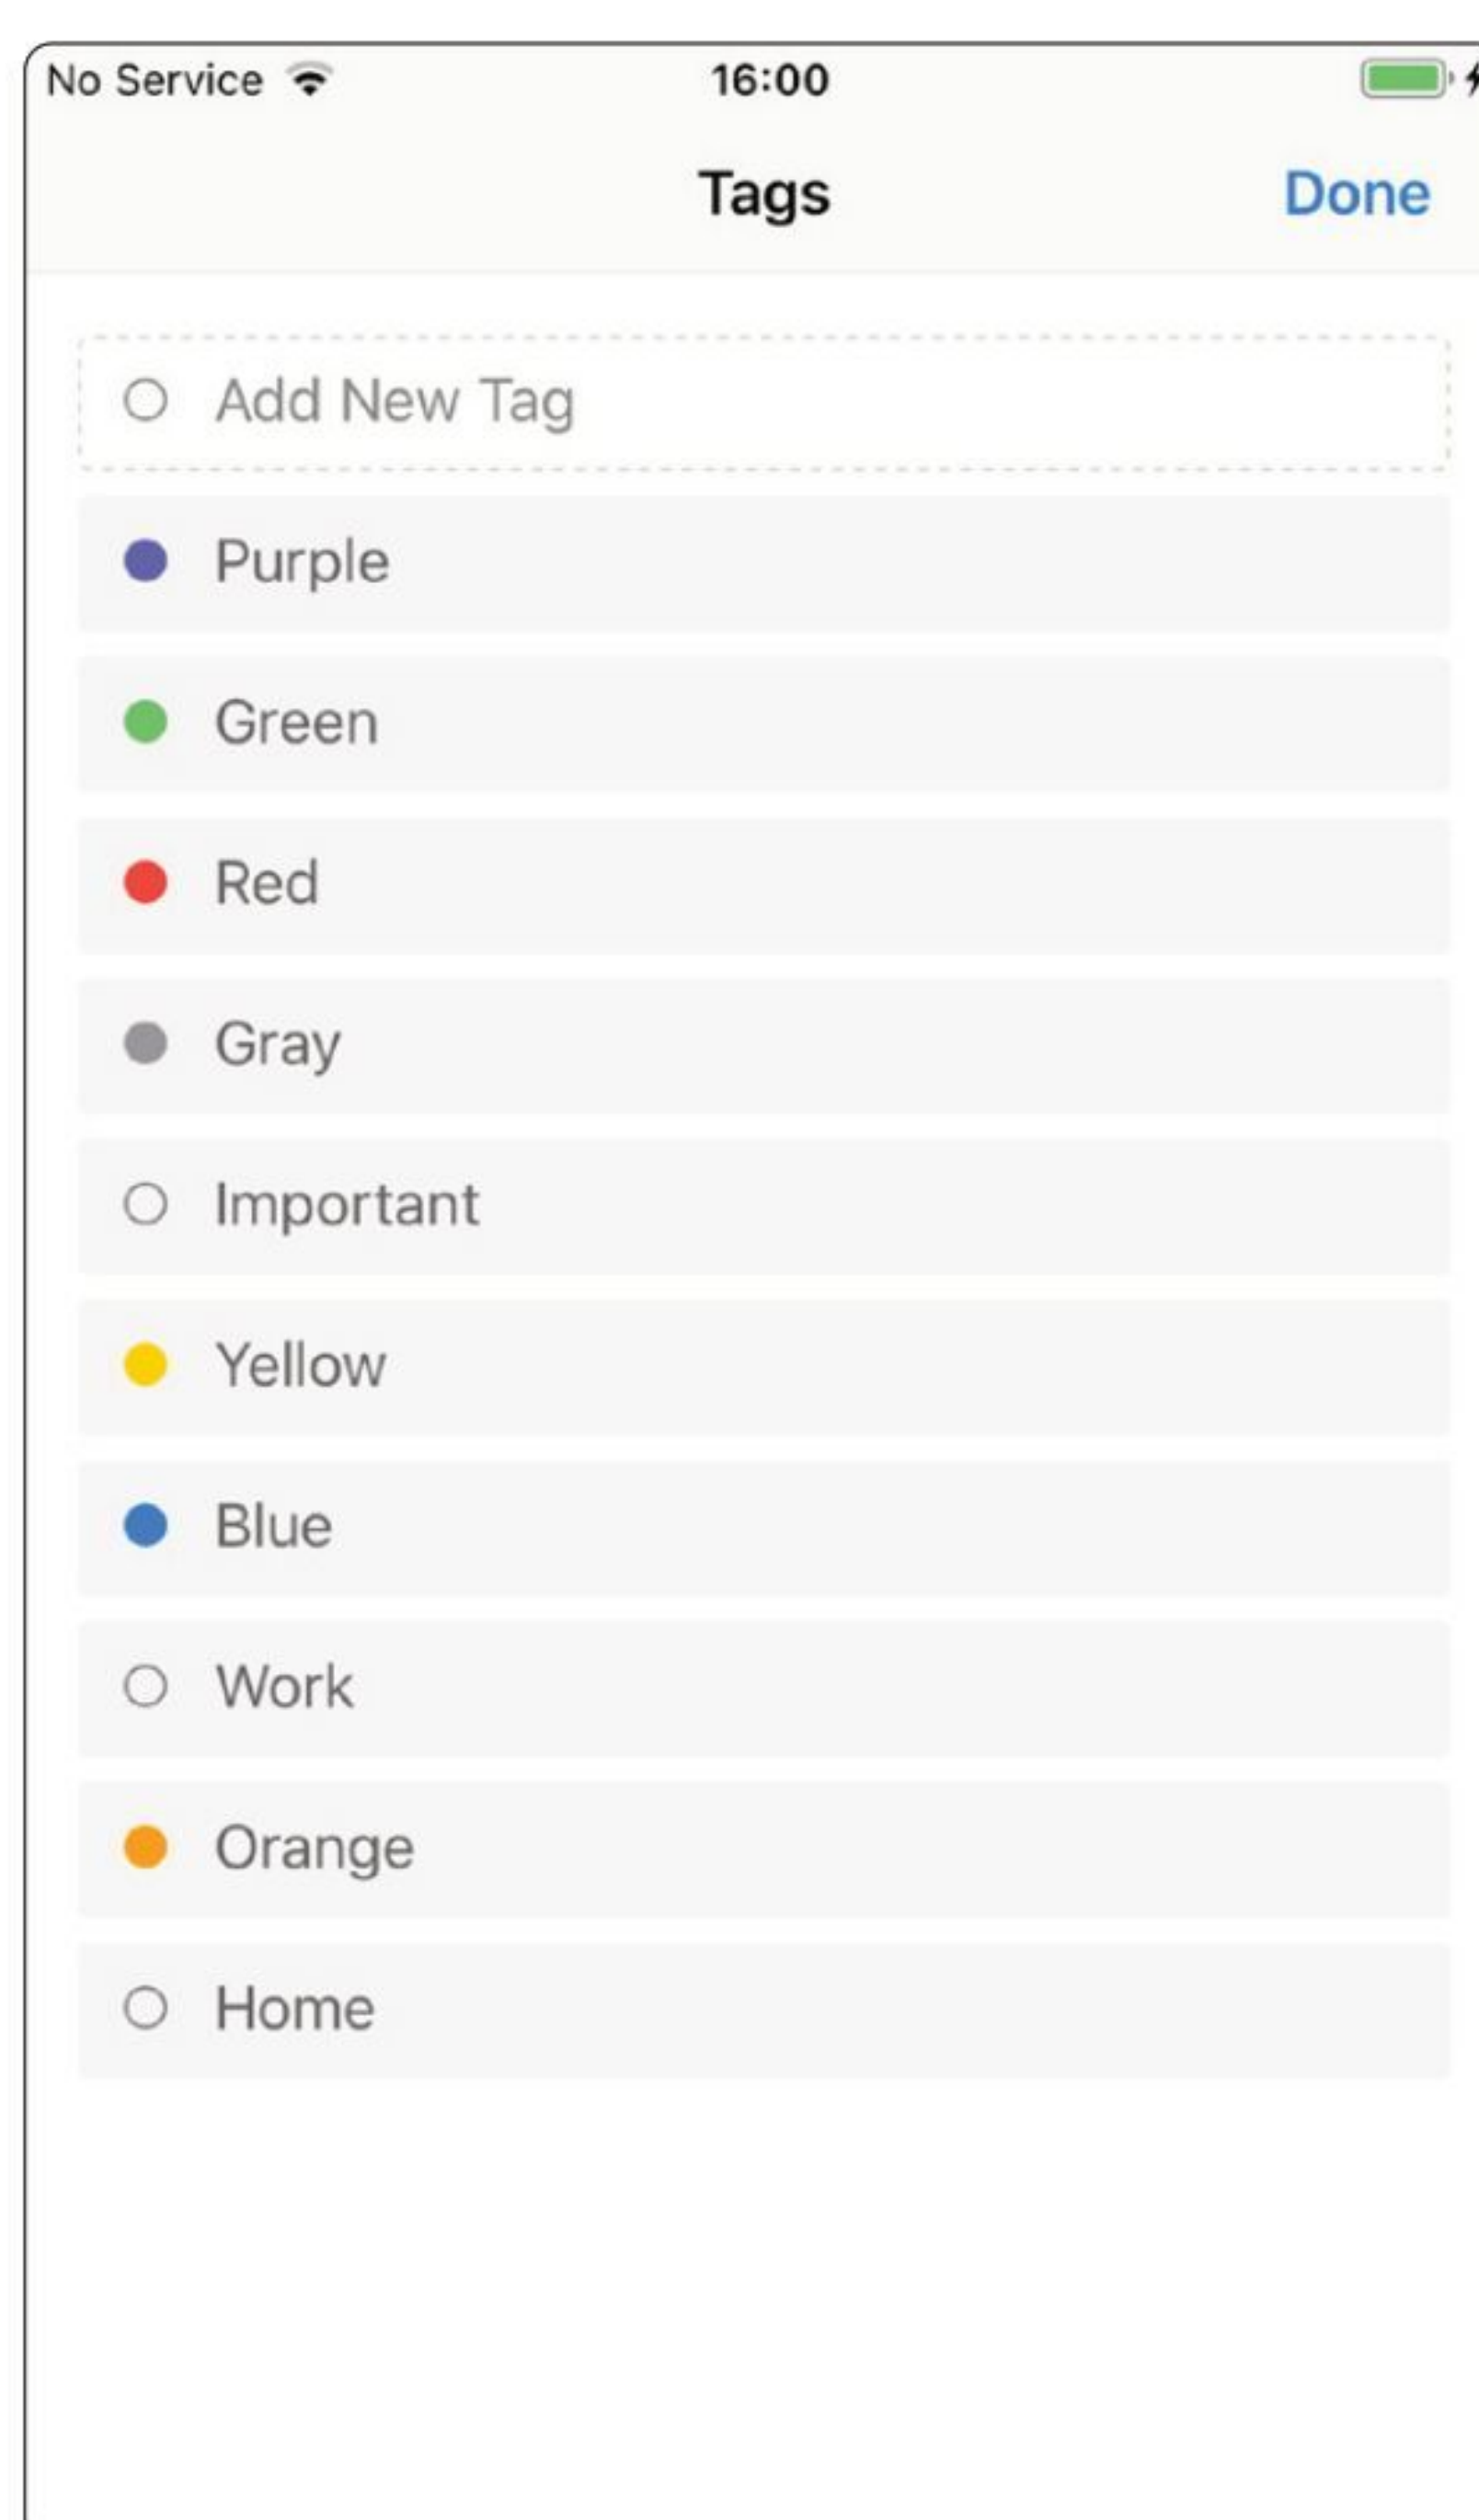 No Service
16:00
Tags
Done
Add New Tag
Purple
Green
Red
Gray
Important
Yellow
Blue
Work
Orange
Home